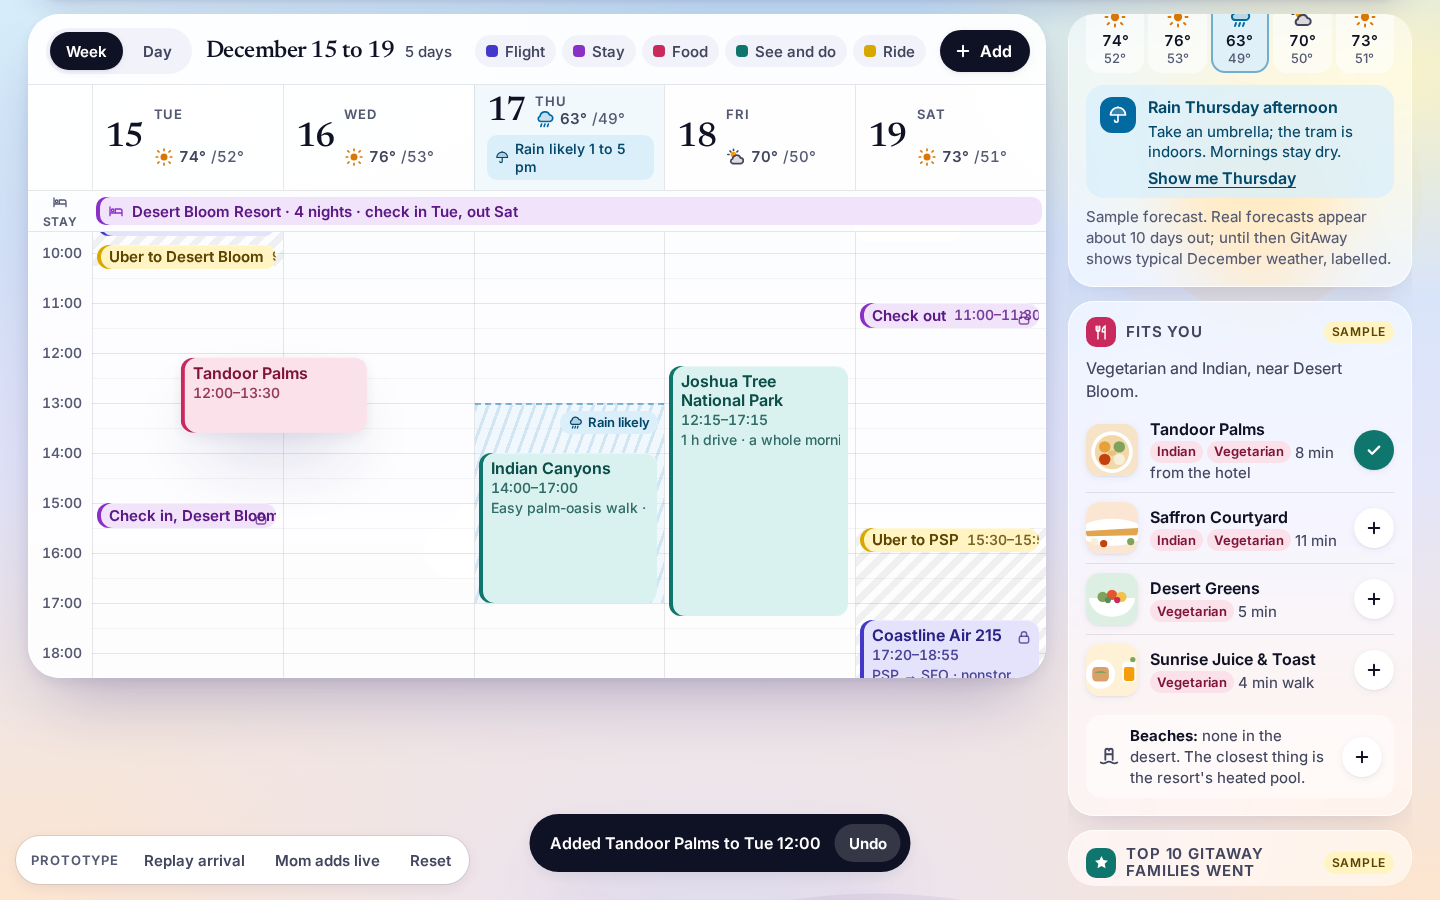 Week
Day
December 15 to 19 5 days
Flight
Stay
Food
See and do
Ride
Add
15 TUE
74° /52°
16 WED
76° /53°
17 THU
63° /49°
Rain likely 1 to 5
pm
18 FRI
70° /50°
19 SAT
73° /51°
STAY
Desert Bloom Resort · 4 nights · check in Tue, out Sat
10:00
11:00
12:00
13:00
14:00
15:00
16:00
17:00
18:00
Uber to Desert Bloom
Tandoor Palms
12:00–13:30
Check in, Desert Bloom
Rain likely
Indian Canyons
14:00–17:00
Easy palm-oasis walk ·
Joshua Tree
National Park
12:15–17:15
1 h drive · a whole morni
Check out 11:00–11:30
Uber to PSP 15:30–15:
Coastline Air 215
17:20–18:55
PSP → SFO · nonstop
74°
52°
76°
53°
63°
49°
70°
50°
73°
51°
Rain Thursday afternoon
Take an umbrella; the tram is
indoors. Mornings stay dry.
Show me Thursday
Sample forecast. Real forecasts appear
about 10 days out; until then GitAway
shows typical December weather, labelled.
FITS YOU
SAMPLE
Vegetarian and Indian, near Desert
Bloom.
Tandoor Palms
Indian Vegetarian 8 min
from the hotel
Saffron Courtyard
Indian Vegetarian 11 min
Desert Greens
Vegetarian 5 min
Sunrise Juice & Toast
Vegetarian 4 min walk
Beaches: none in the
desert. The closest thing is
the resort's heated pool.
TOP 10 GITAWAY
FAMILIES WENT
SAMPLE
PROTOTYPE
Replay arrival
Mom adds live
Reset
Added Tandoor Palms to Tue 12:00
Undo